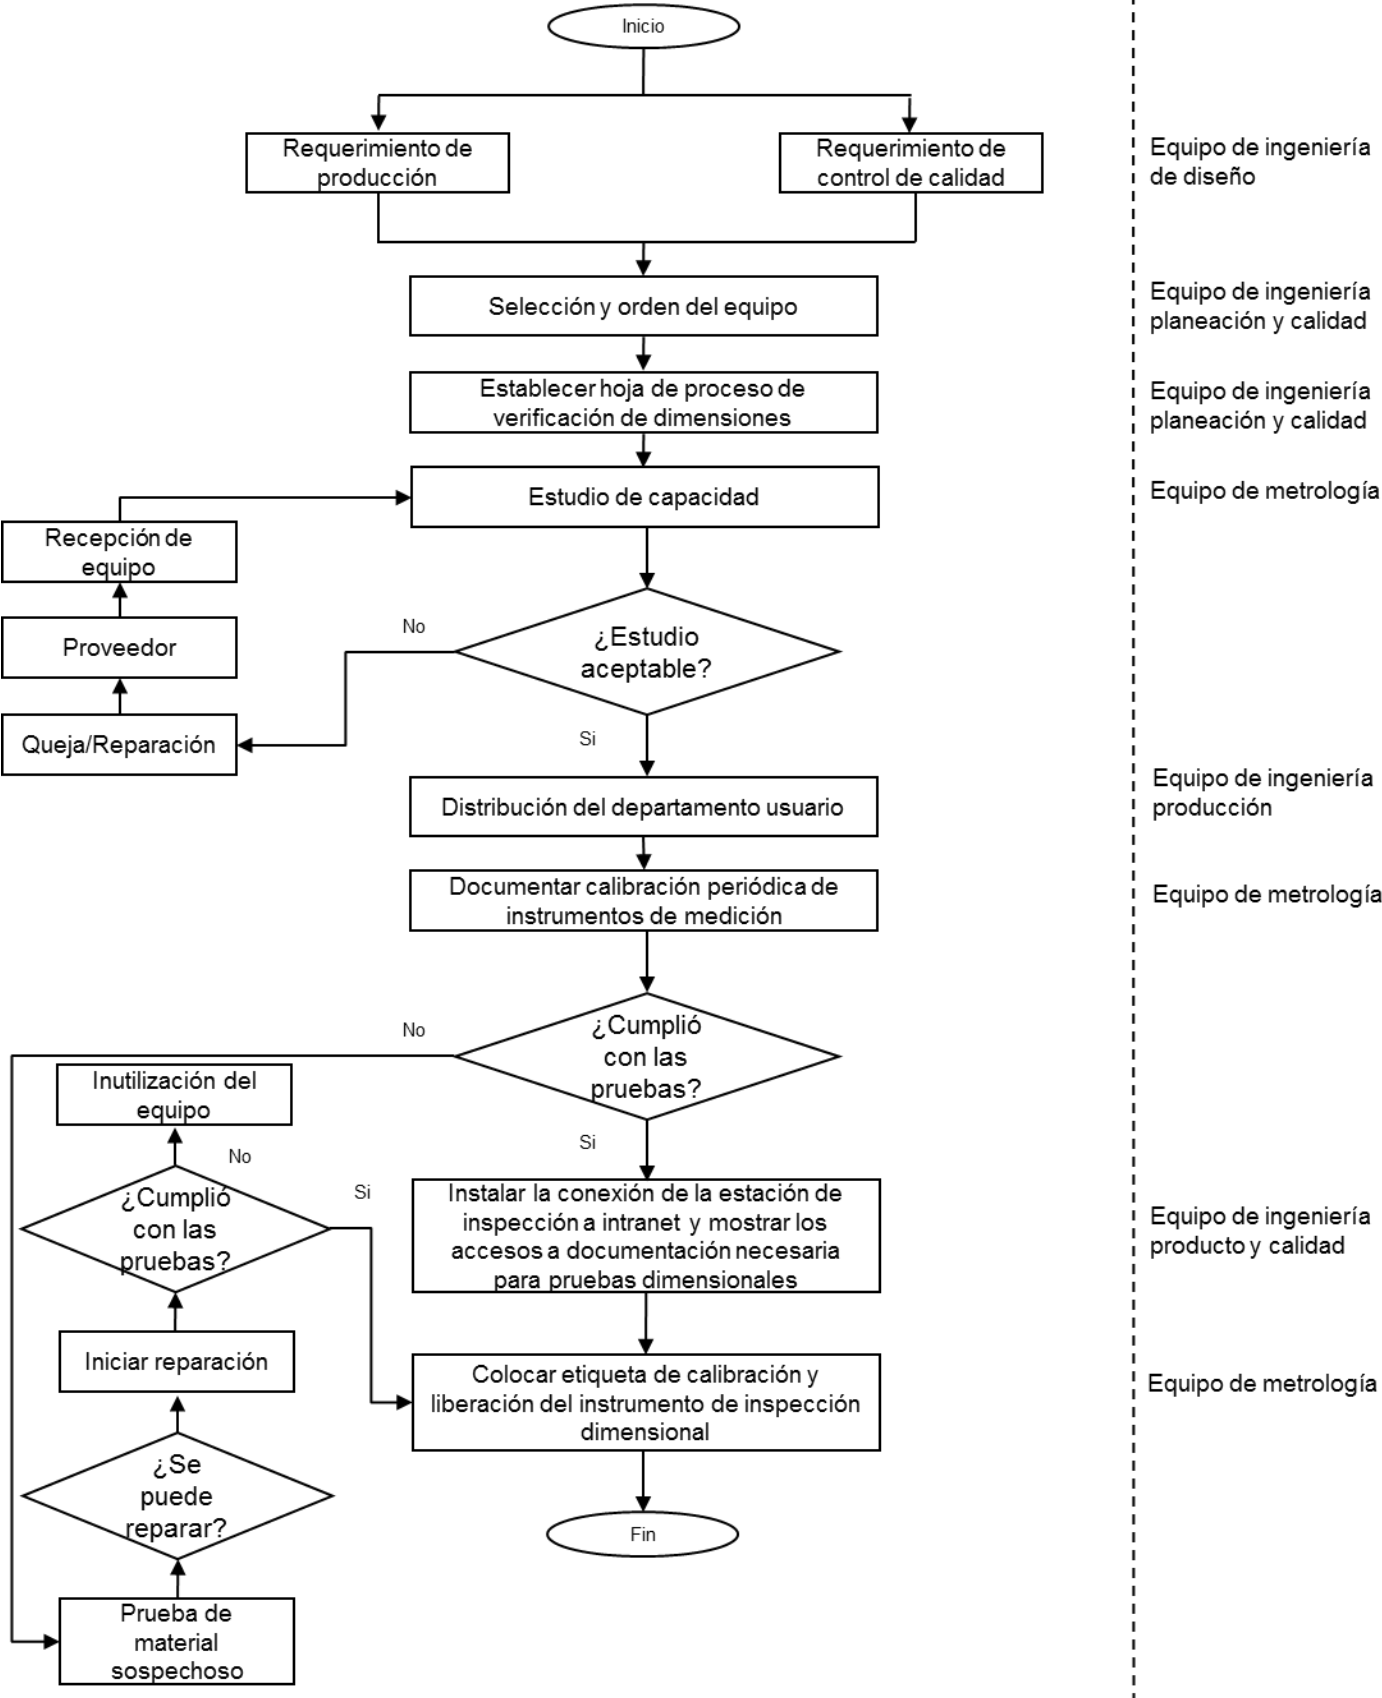 Inicio
Requerimiento de
producción
Requerimiento de
control de calidad
Equipo de ingeniería
de diseño
Selección y orden del equipo
Equipo de ingeniería
planeación y calidad
Establecer hoja de proceso de
verificación de dimensiones
Equipo de ingeniería
planeación y calidad
Estudio de capacidad
Equipo de metrología
Recepción de
equipo
Proveedor
Queja/Reparación
No
¿Estudio
aceptable?
Si
Distribución del departamento usuario
Equipo de ingeniería
producción
Documentar calibración periódica de
instrumentos de medición
Equipo de metrología
No
¿Cumplió
con las
pruebas?
Si
Inutilización del
equipo
No
¿Cumplió
con las
pruebas?
Si
Instalar la conexión de la estación de
inspección a intranet y mostrar los
accesos a documentación necesaria
para pruebas dimensionales
Equipo de ingeniería
producto y calidad
Iniciar reparación
Colocar etiqueta de calibración y
liberación del instrumento de inspección
dimensional
Equipo de metrología
¿Se
puede
reparar?
Fin
Prueba de
material
sospechoso